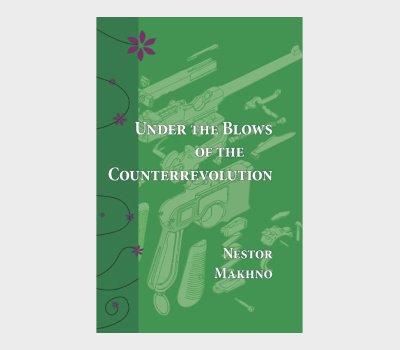 Under the Blows
of the
Counterrevolution
Nestor
Makhno